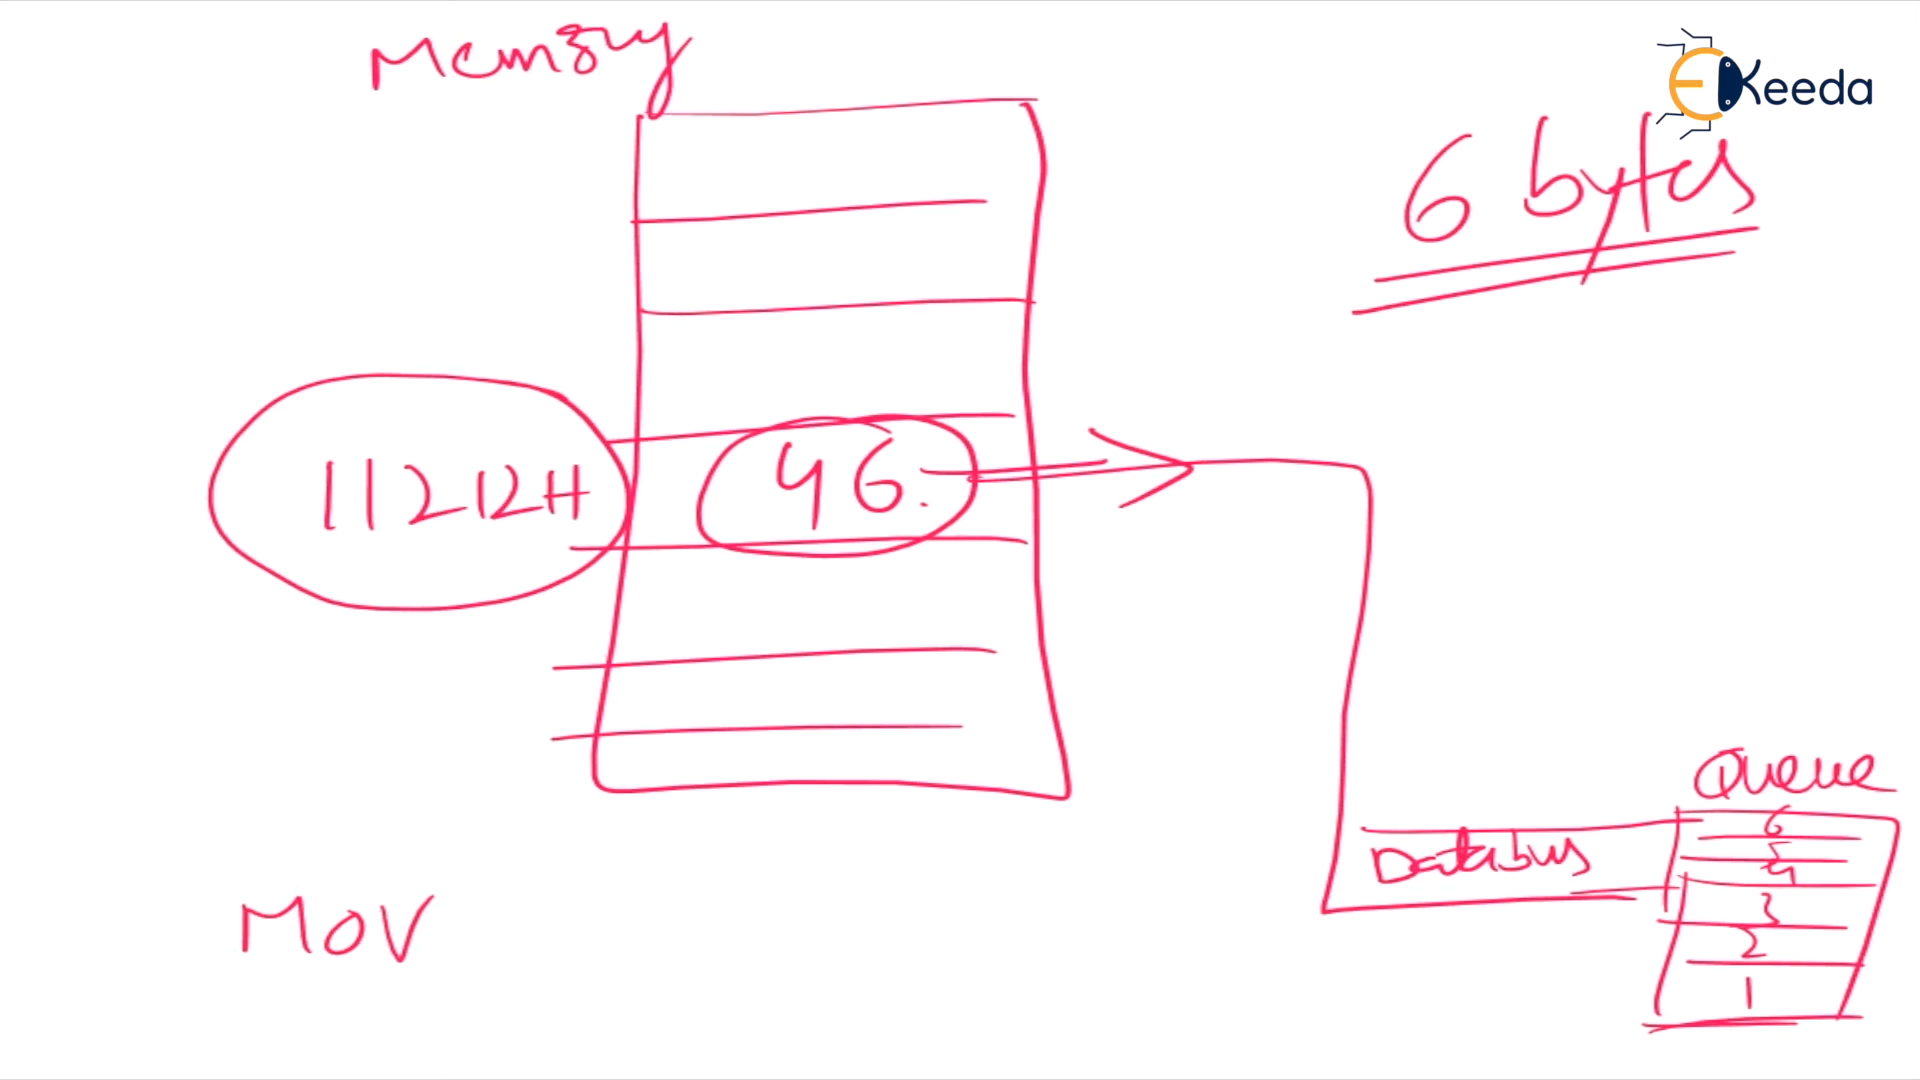 Memory
EKeeda
6 bytes
11212H
46.
Queue
6
5
4
Databus
3
2
1
MOV